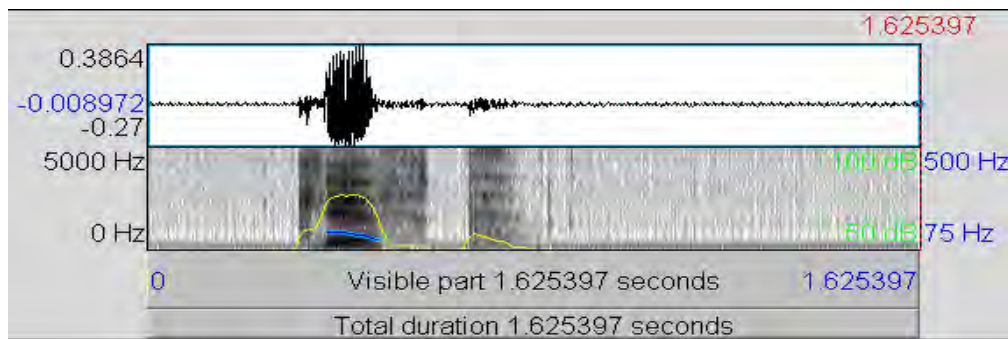 1.625397
0.3864
-0.008972
-0.27
5000 Hz 100 dB 500 Hz
0 Hz 50 dB 75 Hz
0 Visible part 1.625397 seconds 1.625397
Total duration 1.625397 seconds